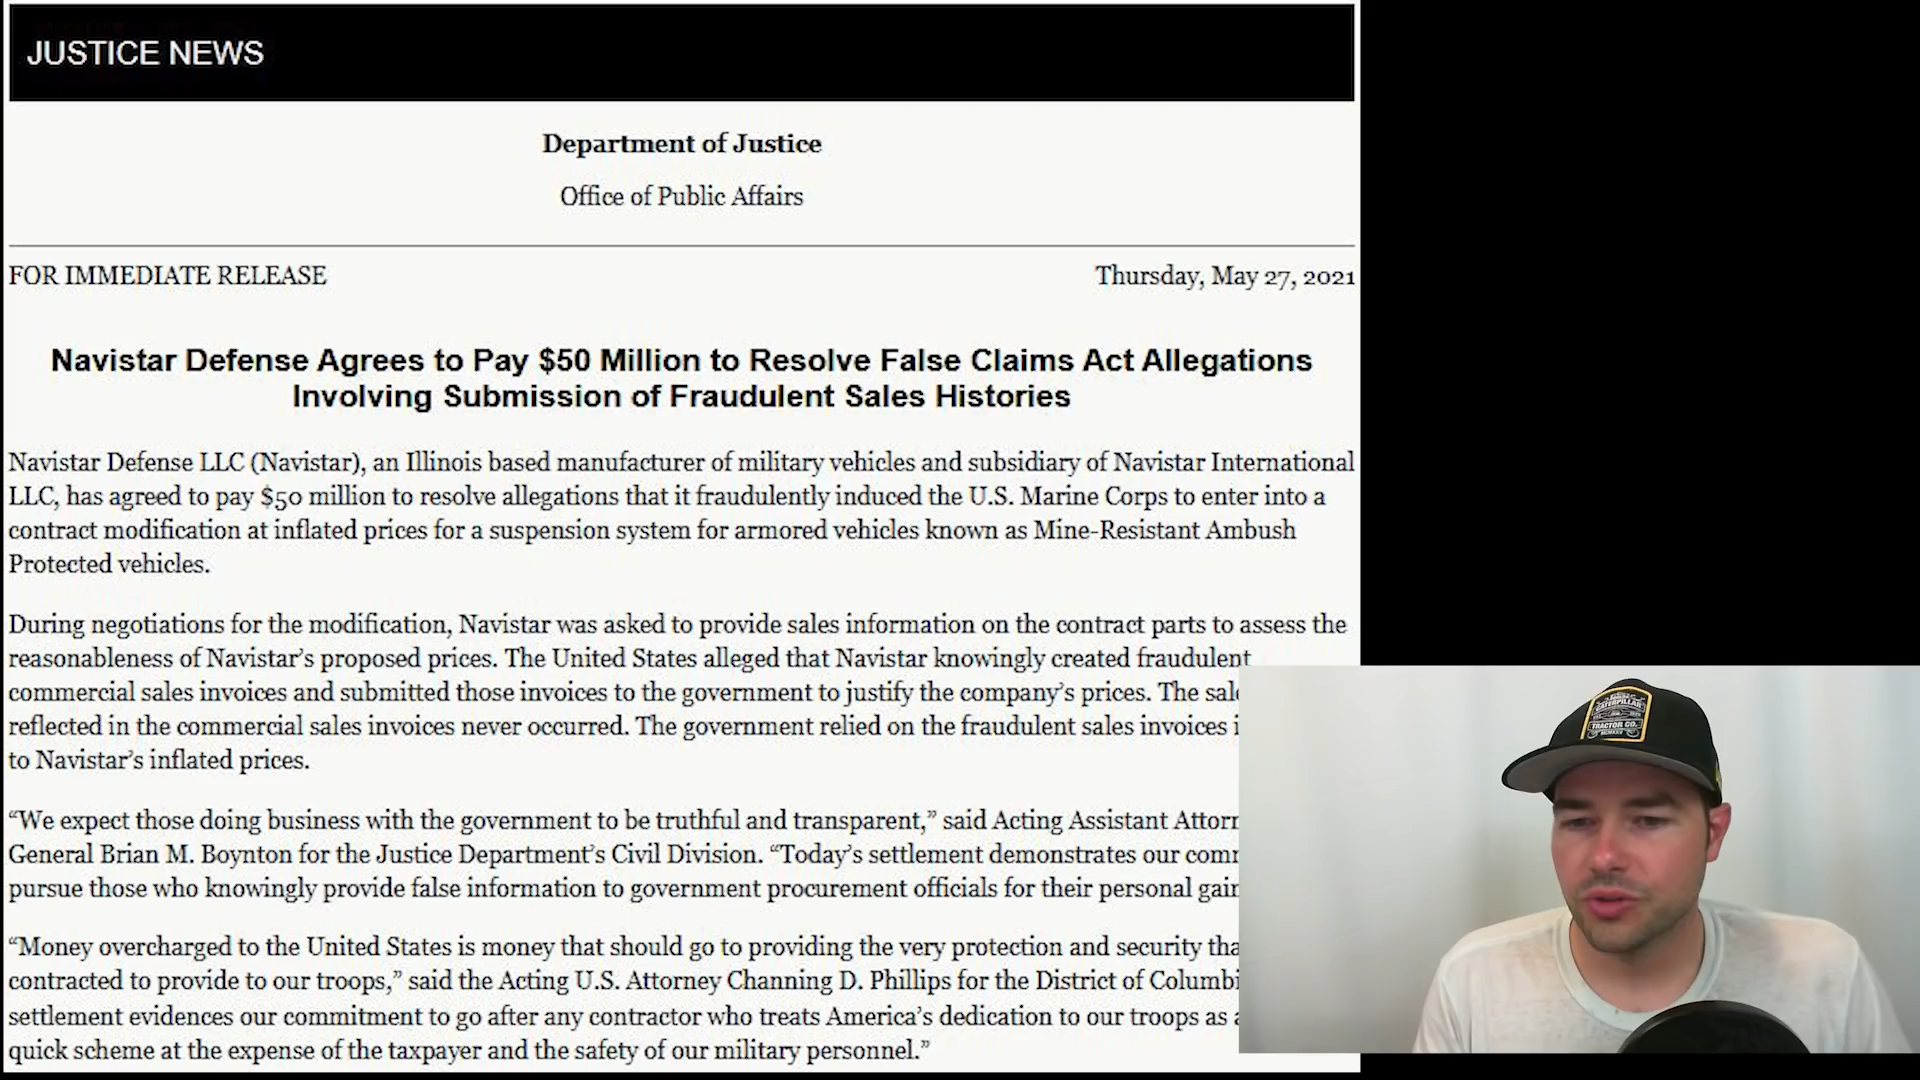 JUSTICE NEWS
Department of Justice
Office of Public Affairs
FOR IMMEDIATE RELEASE
Thursday, May 27, 2021
Navistar Defense Agrees to Pay $50 Million to Resolve False Claims Act Allegations
Involving Submission of Fraudulent Sales Histories
Navistar Defense LLC (Navistar), an Illinois based manufacturer of military vehicles and subsidiary of Navistar International
LLC, has agreed to pay $50 million to resolve allegations that it fraudulently induced the U.S. Marine Corps to enter into a
contract modification at inflated prices for a suspension system for armored vehicles known as Mine-Resistant Ambush
Protected vehicles.
During negotiations for the modification, Navistar was asked to provide sales information on the contract parts to assess the
reasonableness of Navistar’s proposed prices. The United States alleged that Navistar knowingly created fraudulent
commercial sales invoices and submitted those invoices to the government to justify the company’s prices. The
reflected in the commercial sales invoices never occurred. The government relied on the fraudulent sales invoices
to Navistar’s inflated prices.
“We expect those doing business with the government to be truthful and transparent,” said Acting Assistant
General Brian M. Boynton for the Justice Department’s Civil Division. “Today’s settlement demonstrates our
pursue those who knowingly provide false information to government procurement officials for their personal
“Money overcharged to the United States is money that should go to providing the very protection and security
contracted to provide to our troops,” said the Acting U.S. Attorney Channing D. Phillips for the District of
settlement evidences our commitment to go after any contractor who treats America’s dedication to our troops as
quick scheme at the expense of the taxpayer and the safety of our military personnel.”
CATERPILLAR
TRACTOR CO.